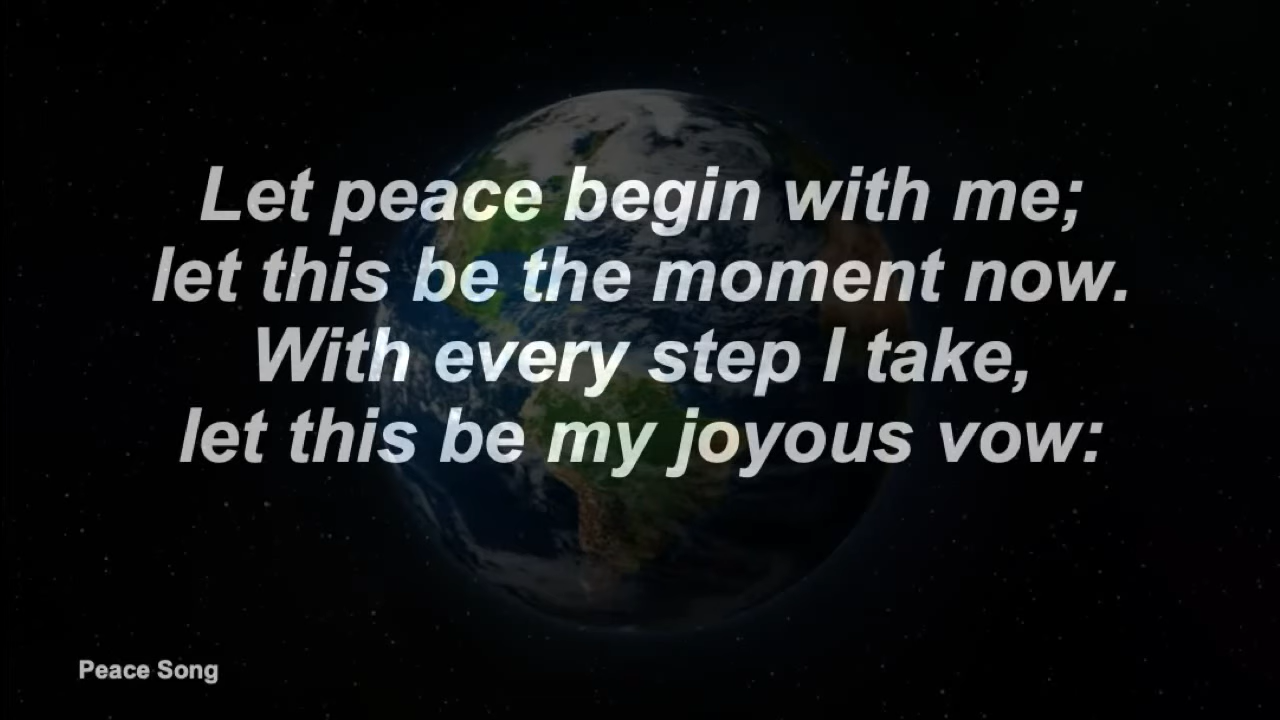 Let peace begin with me;
let this be the moment now.
With every step I take,
let this be my joyous vow:
Peace Song